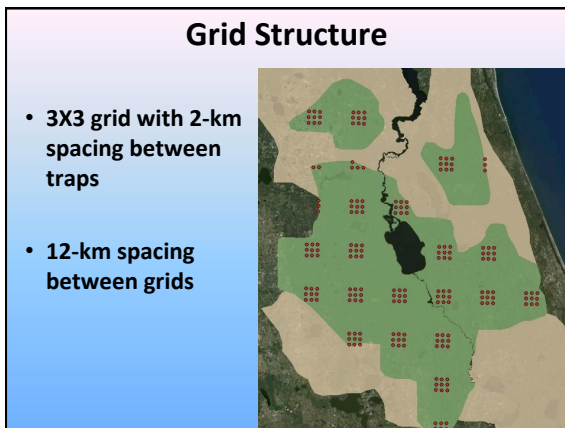 Grid Structure
• 3X3 grid with 2-km
spacing between
traps
• 12-km spacing
between grids